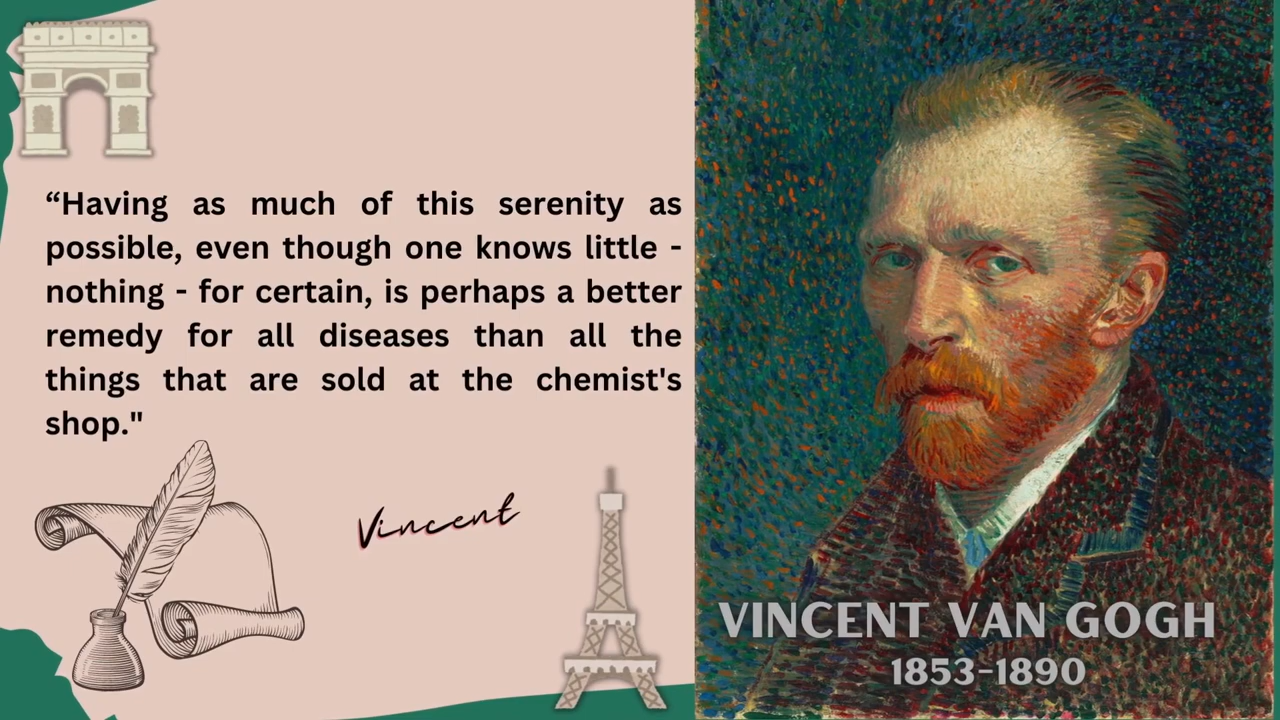 “Having as much of this serenity as
possible, even though one knows little -
nothing - for certain, is perhaps a better
remedy for all diseases than all the
things that are sold at the chemist's
shop."
Vincent
VINCENT VAN GOGH
1853-1890